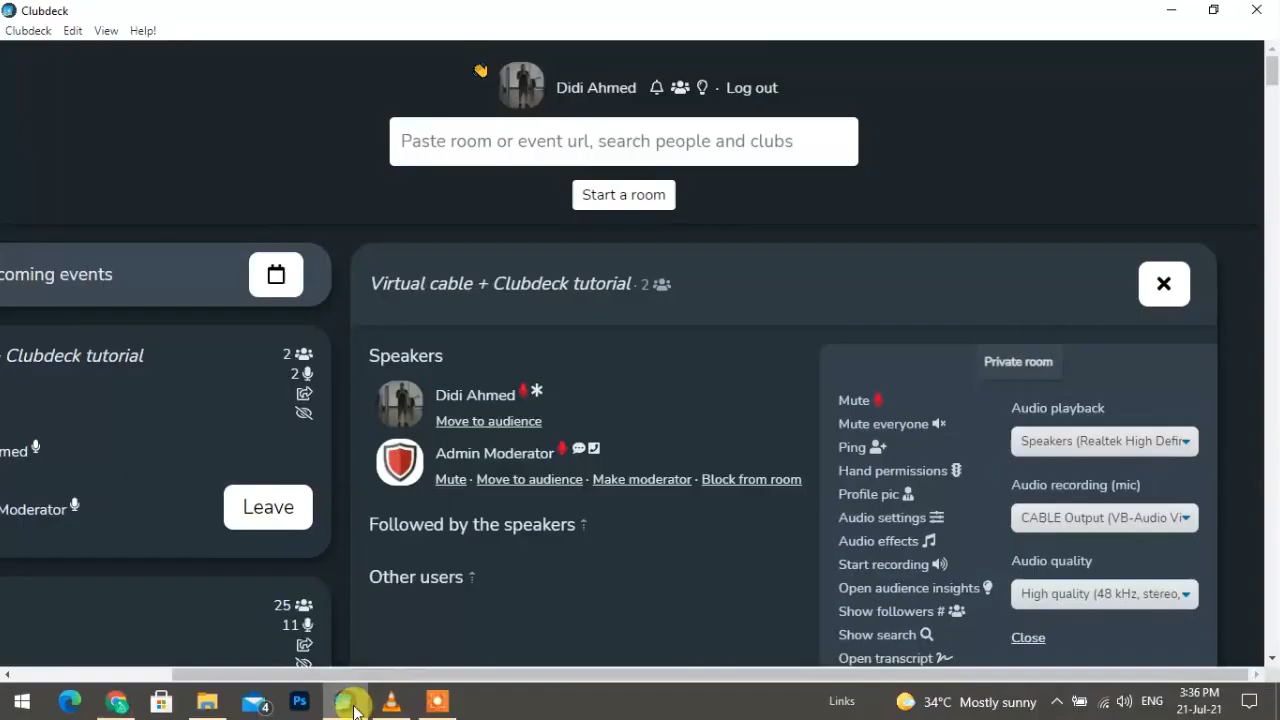 Clubdeck
Clubdeck Edit View Help!
Didi Ahmed · Log out
Paste room or event url, search people and clubs
Start a room
coming events
Clubdeck tutorial
2
2
med
Moderator
Leave
25
11
Virtual cable + Clubdeck tutorial · 2
Speakers
Didi Ahmed
Move to audience
Admin Moderator
Mute · Move to audience · Make moderator · Block from room
Followed by the speakers ↑
Other users ↑
Private room
Mute
Mute everyone
Ping
Hand permissions
Profile pic
Audio settings
Audio effects
Start recording
Open audience insights
Show followers #
Show search
Open transcript
Audio playback
Speakers (Realtek High Defir
Audio recording (mic)
CABLE Output (VB-Audio Vi
Audio quality
High quality (48 kHz, stereo,
Close
Ps
4
Links
34°C Mostly sunny
ENG
3:36 PM
21-Jul-21